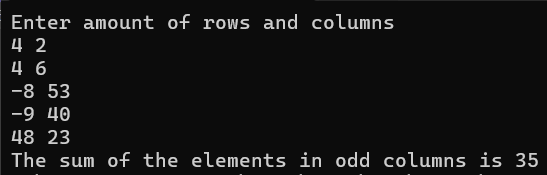 Enter amount of rows and columns
4 2
4 6
-8 53
-9 40
48 23
The sum of the elements in odd columns is 35